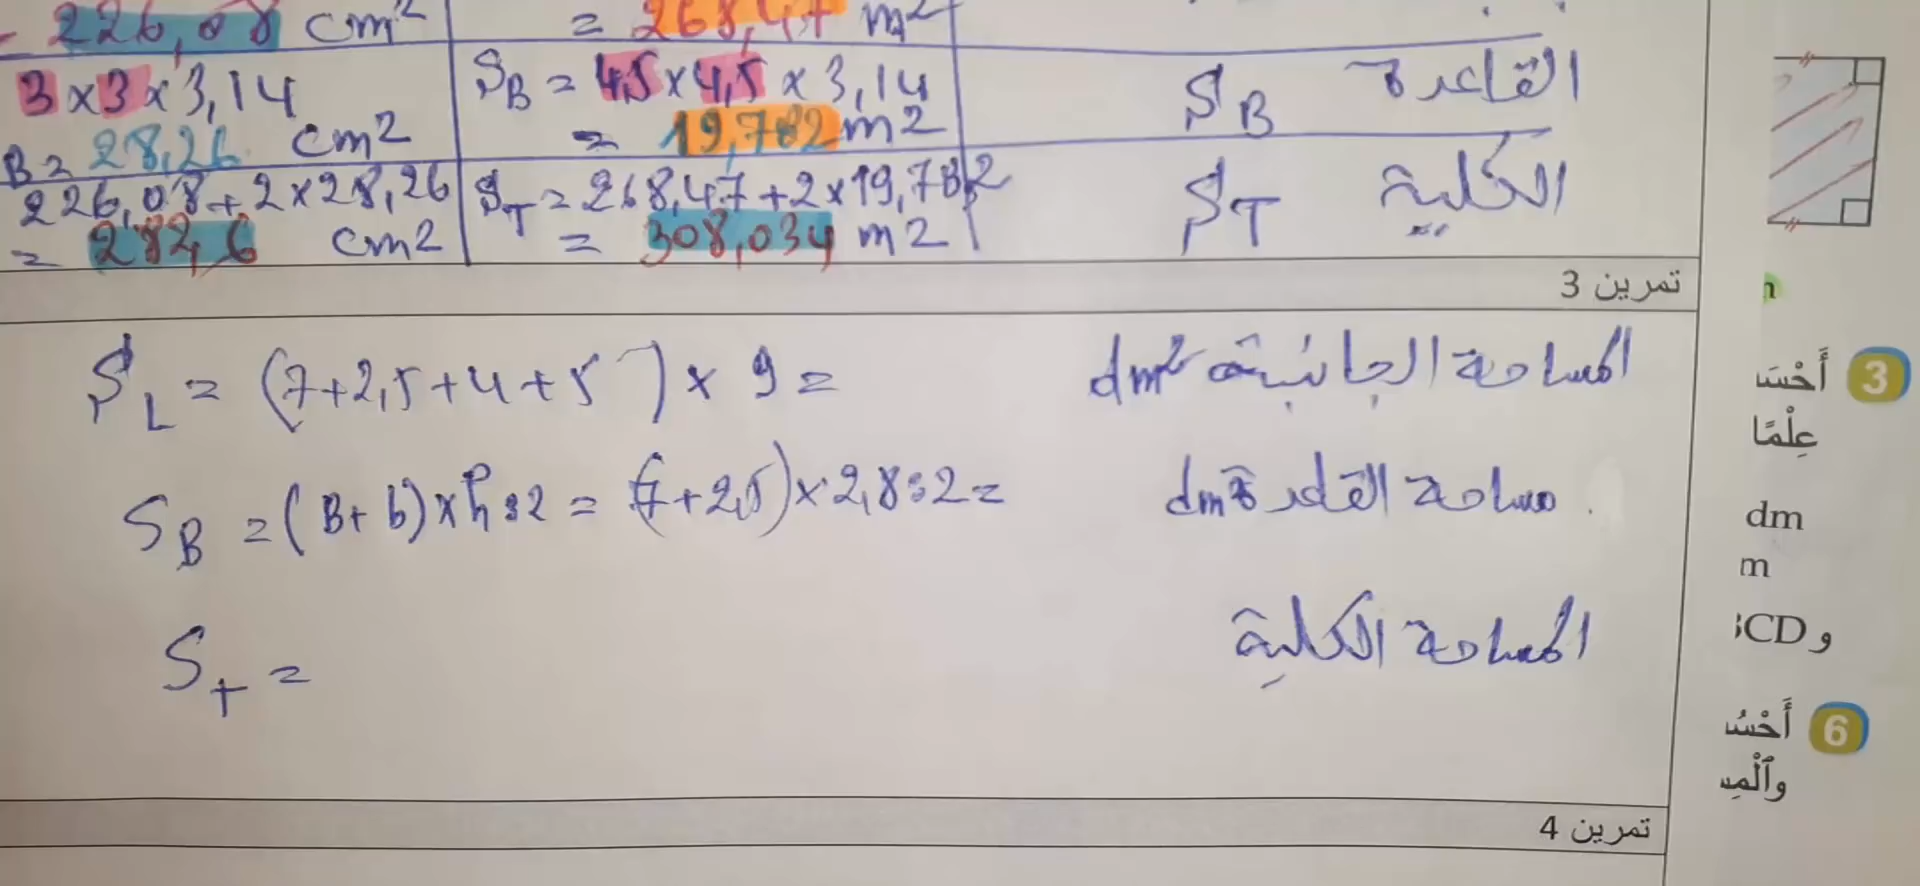 226,08 cm² = 268,47 m²
3 x 3 x 3,14 S_B = 4,5 x 4,5 x 3,14 S_B القاعدة
B = 28,26 cm2 = 19,782 m2
226,08 + 2 x 28,26 S_T = 268,47 + 2 x 19,782 S_T الكلية
= 282,6 cm2 = 308,034 m2
تمرين 3
S_L = (7+2,5+4+5) x 9 = المساحة الجانبية dm²
S_B = (B+b) x h : 2 = (7+2,5) x 2,8 : 2 = مساحة القاعدة dm2
S_T = المساحة الكلية
تمرين 4
3 أَحْسَ
عِلْمًا
dm
m
و CD
6 أَحْسُ
وَٱلْمِ